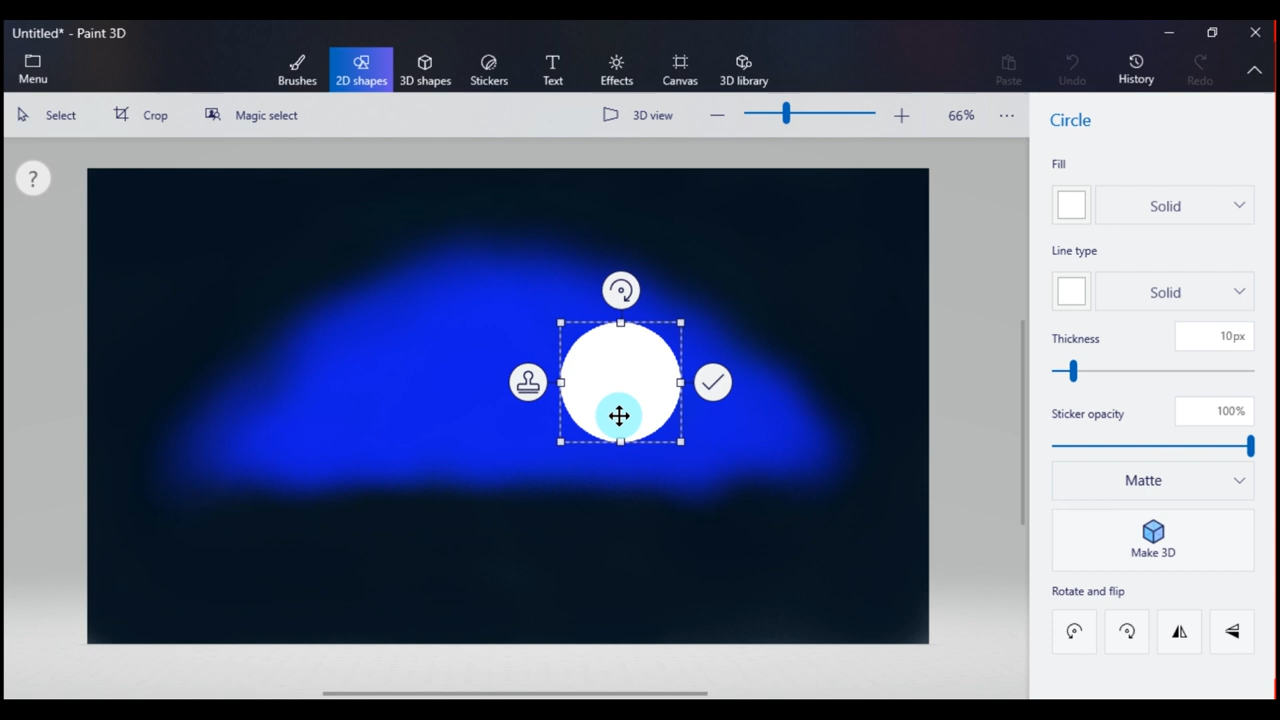 Untitled* - Paint 3D
Menu
Brushes
2D shapes
3D shapes
Stickers
Text
Effects
Canvas
3D library
Paste
Undo
History
Redo
Select
Crop
Magic select
3D view
66%
?
Circle
Fill
Solid
Line type
Solid
Thickness
10px
Sticker opacity
100%
Matte
Make 3D
Rotate and flip